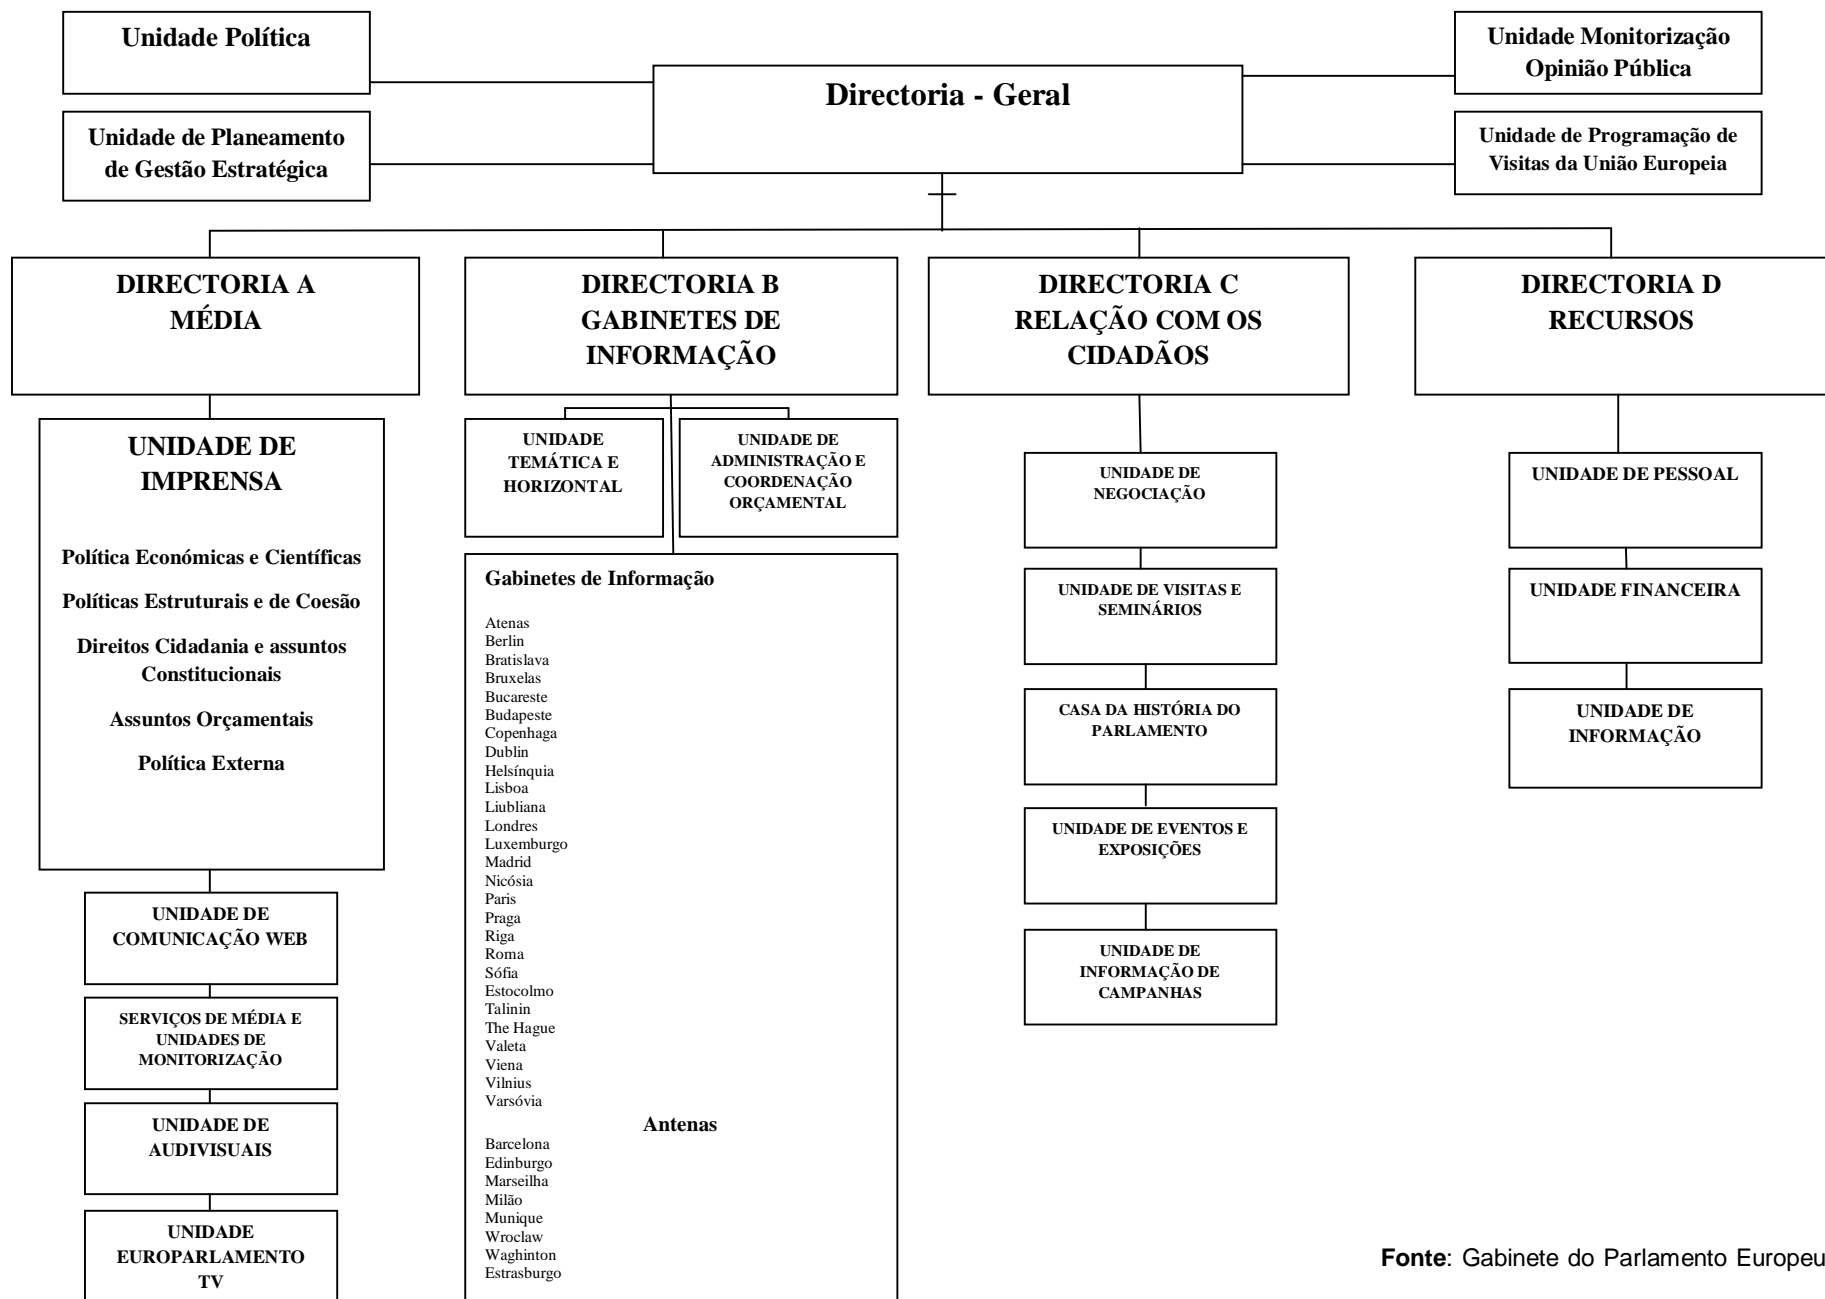 Unidade Política
Unidade Monitorização
Opinião Pública
Directoria - Geral
Unidade de Planeamento
de Gestão Estratégica
Unidade de Programação de
Visitas da União Europeia
DIRECTORIA A
MÉDIA
DIRECTORIA B
GABINETES DE
INFORMAÇÃO
DIRECTORIA C
RELAÇÃO COM OS
CIDADÃOS
DIRECTORIA D
RECURSOS
UNIDADE DE
IMPRENSA
Política Económicas e Científicas
Políticas Estruturais e de Coesão
Direitos Cidadania e assuntos
Constitucionais
Assuntos Orçamentais
Política Externa
UNIDADE DE
COMUNICAÇÃO WEB
SERVIÇOS DE MÉDIA E
UNIDADES DE
MONITORIZAÇÃO
UNIDADE DE
AUDIVISUAIS
UNIDADE
EUROPARLAMENTO
TV
UNIDADE
TEMÁTICA E
HORIZONTAL
UNIDADE DE
ADMINISTRAÇÃO E
COORDENAÇÃO
ORÇAMENTAL
Gabinetes de Informação
Atenas
Berlin
Bratislava
Bruxelas
Bucareste
Budapeste
Copenhaga
Dublin
Helsínquia
Lisboa
Liubliana
Londres
Luxemburgo
Madrid
Nicósia
Paris
Praga
Riga
Roma
Sófia
Estocolmo
Talinin
The Hague
Valeta
Viena
Vilnius
Varsóvia
Antenas
Barcelona
Edinburgo
Marseilha
Milão
Munique
Wroclaw
Waghinton
Estrasburgo
UNIDADE DE
NEGOCIAÇÃO
UNIDADE DE VISITAS E
SEMINÁRIOS
CASA DA HISTÓRIA DO
PARLAMENTO
UNIDADE DE EVENTOS E
EXPOSIÇÕES
UNIDADE DE
INFORMAÇÃO DE
CAMPANHAS
UNIDADE DE PESSOAL
UNIDADE FINANCEIRA
UNIDADE DE
INFORMAÇÃO
Fonte: Gabinete do Parlamento Europeu